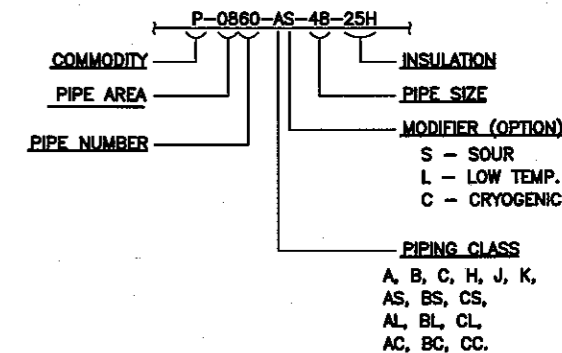 P-0860-AS-4B-25H
COMMODITY
INSULATION
PIPE AREA
PIPE SIZE
PIPE NUMBER
MODIFIER (OPTION)
S - SOUR
L - LOW TEMP.
C - CRYOGENIC
PIPING CLASS
A, B, C, H, J, K,
AS, BS, CS,
AL, BL, CL,
AC, BC, CC.